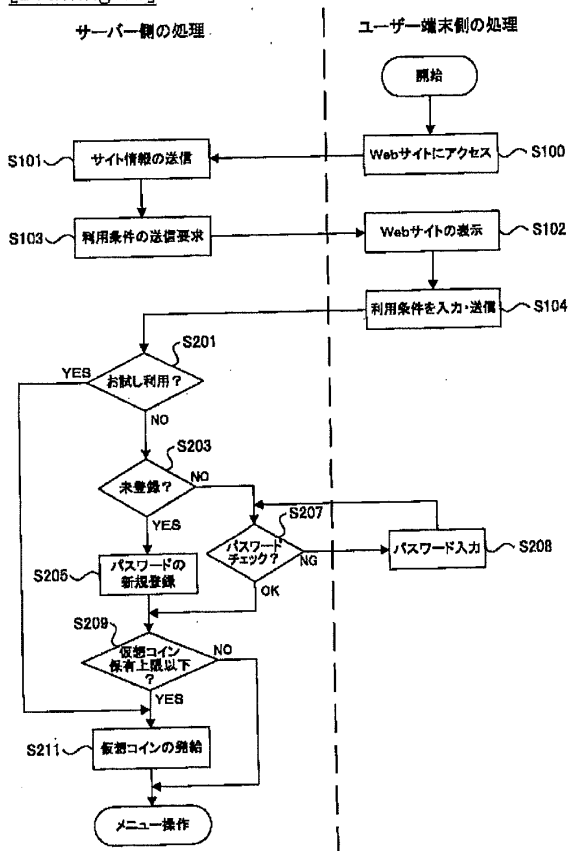 サーバー側の処理
ユーザー端末側の処理
開始
S101
サイト情報の送信
Webサイトにアクセス
S100
S103
利用条件の送信要求
Webサイトの表示
S102
利用条件を入力・送信
S104
S201
YES
お試し利用?
NO
S203
NO
未登録?
S207
YES
パスワード
チェック?
NG
パスワード入力
S208
S205
パスワードの
新規登録
OK
S209
仮想コイン
保有上限以下
?
NO
YES
S211
仮想コインの発給
メニュー操作